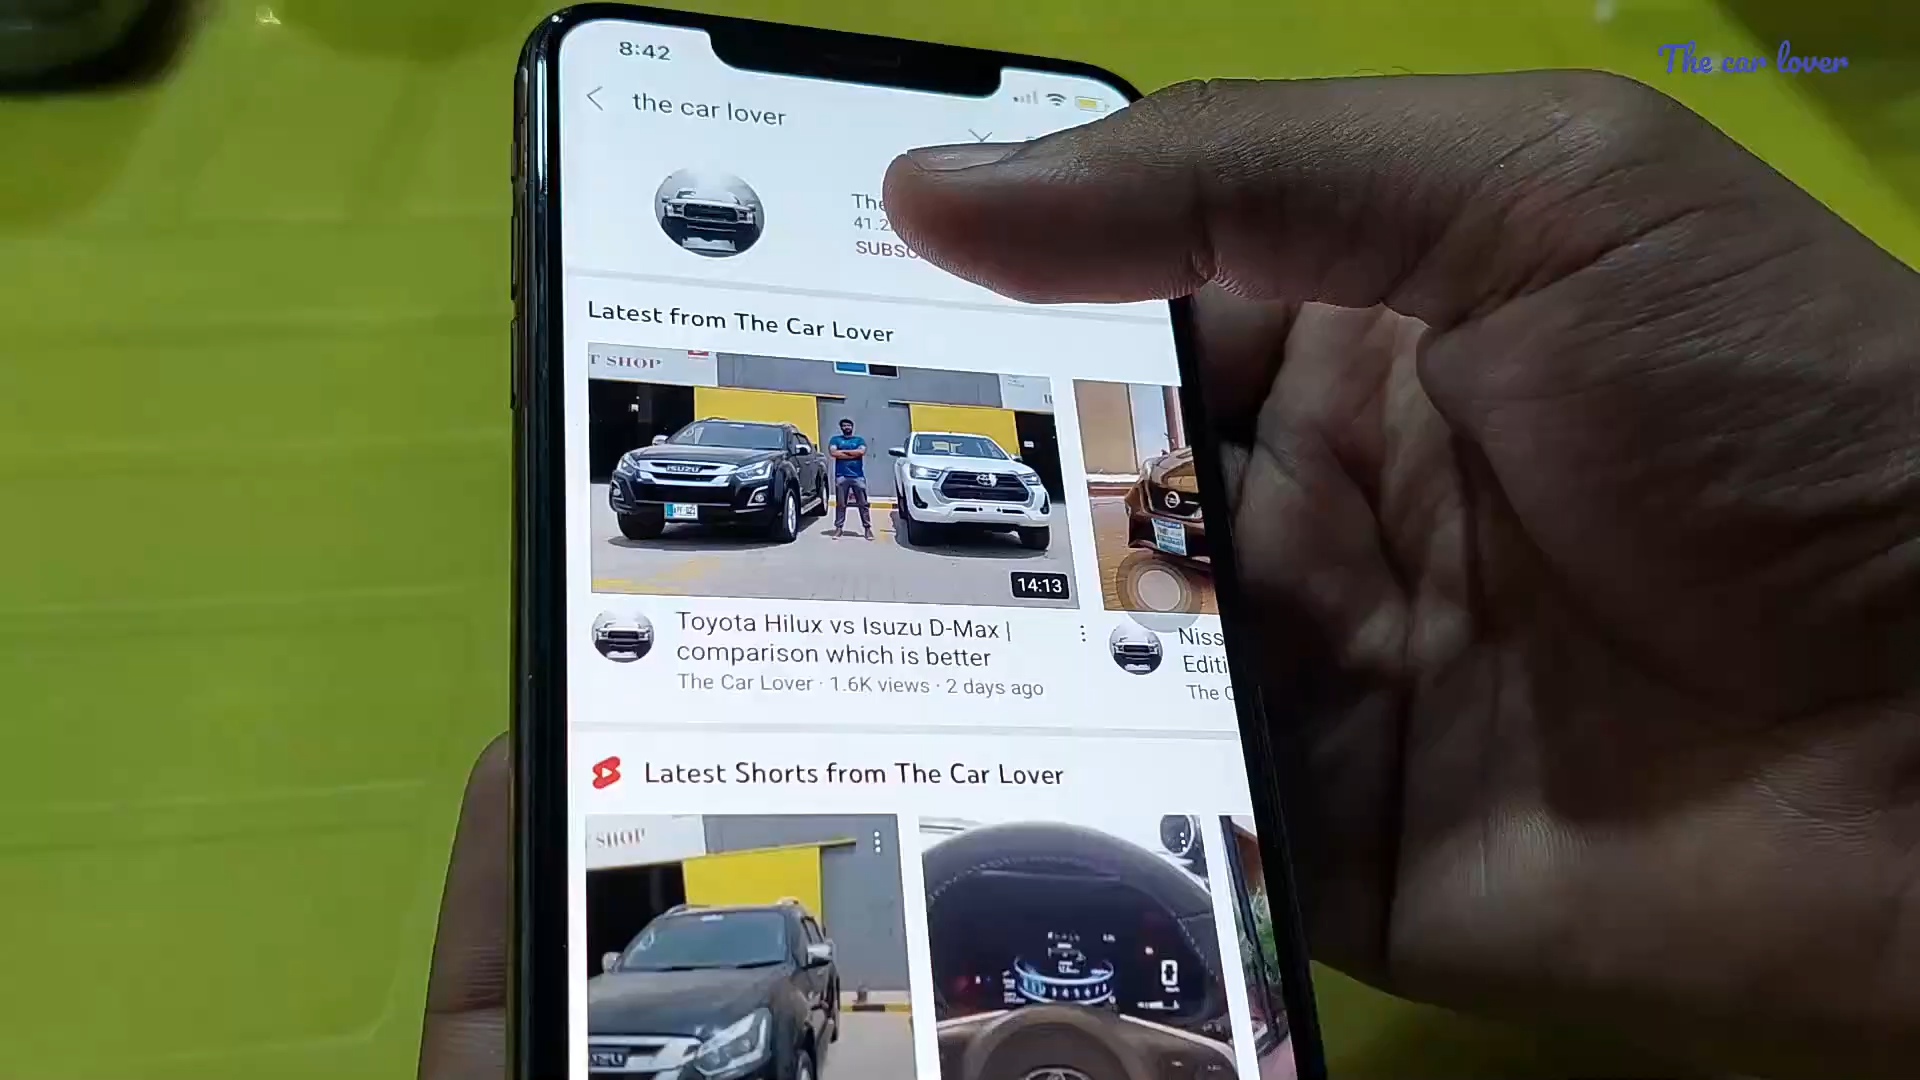 The car lover
8:42
the car lover
The
41.2
SUBSC
Latest from The Car Lover
T SHOP
ISUZU
14:13
Toyota Hilux vs Isuzu D-Max |
comparison which is better
The Car Lover · 1.6K views · 2 days ago
Niss
Editi
The C
Latest Shorts from The Car Lover
SHOP